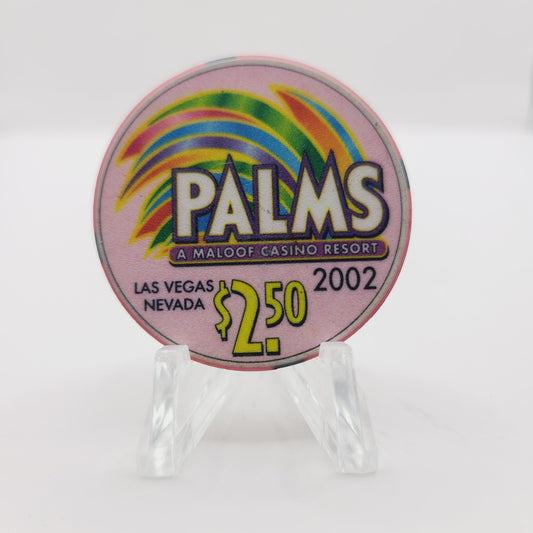 PALMS
A MALOOF CASINO RESORT
LAS VEGAS
NEVADA
$2.50
2002